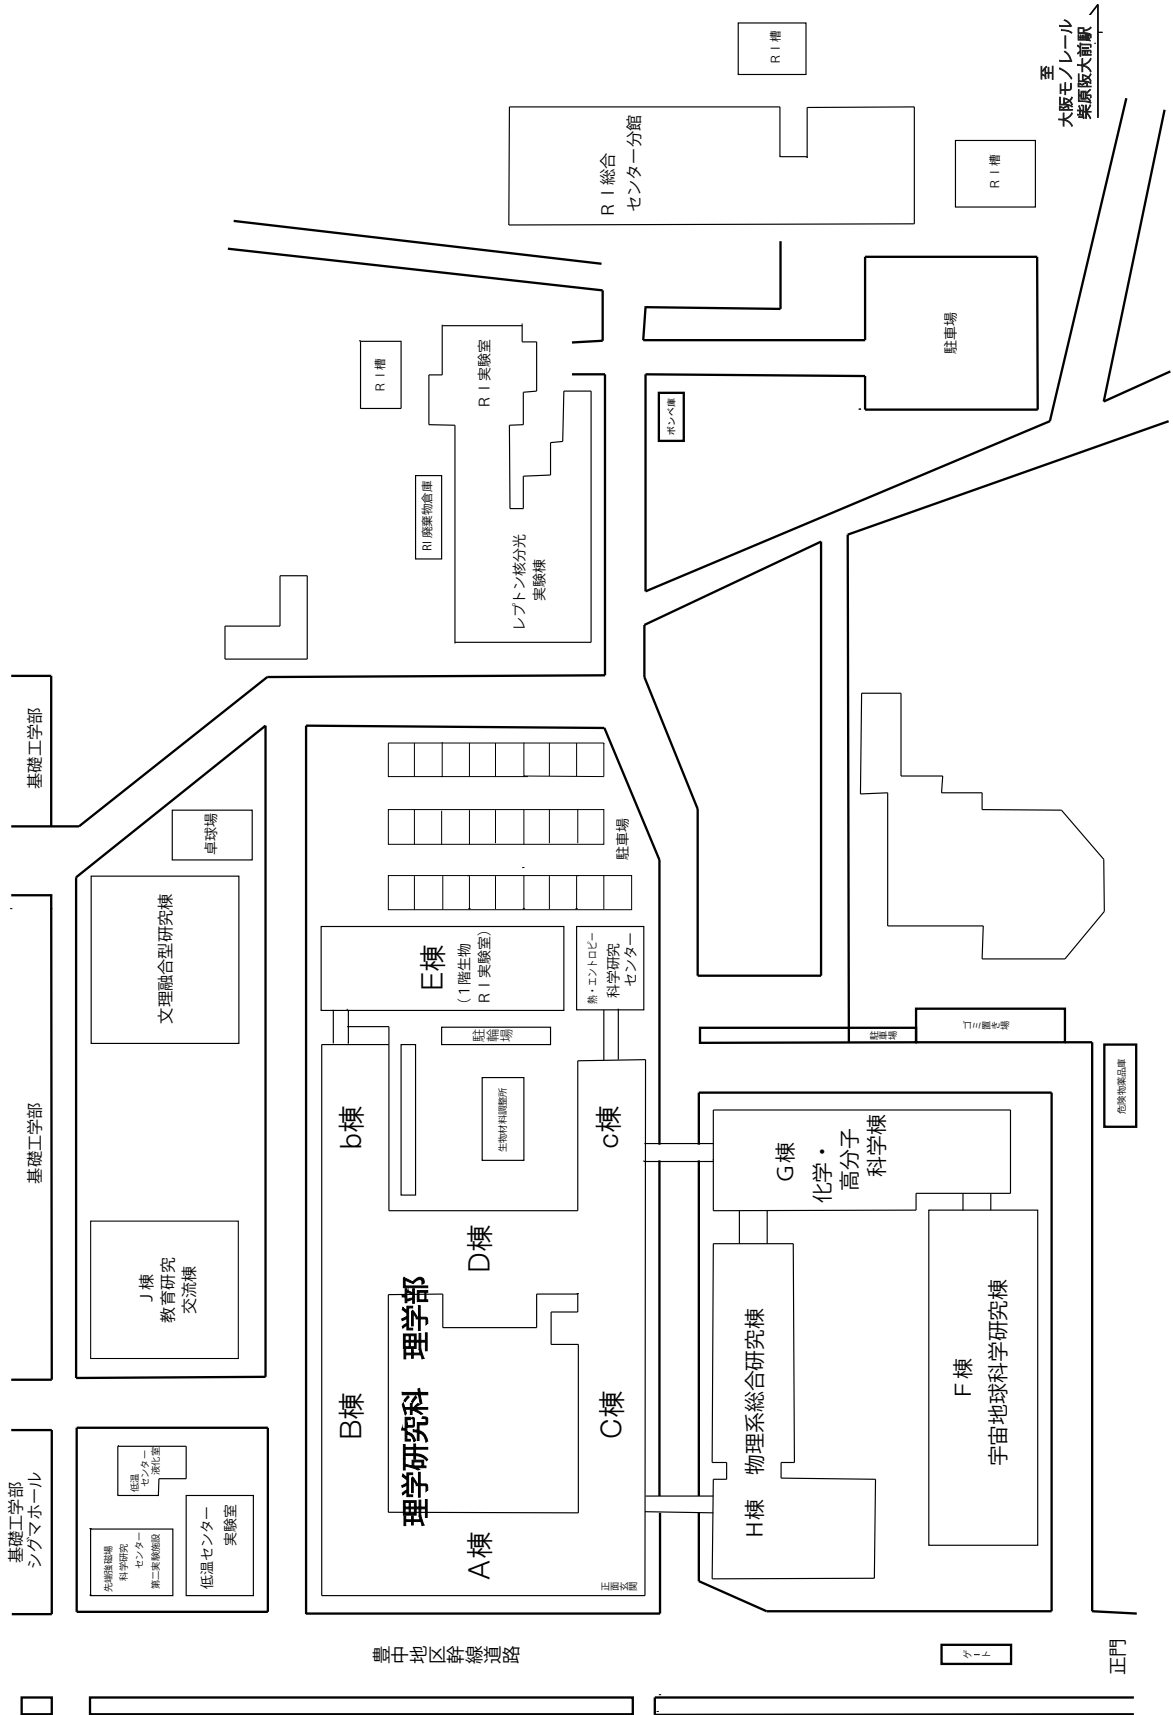 至
大阪モノレール
柴原阪大前駅
ＲＩ槽
ＲＩ総合
センター分館
ＲＩ槽
駐車場
ＲＩ槽
ＲＩ実験室
ボンベ庫
RI 廃棄物倉庫
レプトン核分光
実験棟
基礎工学部
卓球場
文理融合型研究棟
駐車場
Ｅ棟
（１階生物
ＲＩ実験室）
熱・エントロピー
科学研究
センター
駐輪場
生物材料調整所
駐車場
ゴミ置き場
危険物薬品庫
基礎工学部
b棟
c棟
Ｇ棟
化学・
高分子
科学棟
Ｊ棟
教育研究
交流棟
D棟
理学研究科　理学部
B棟
C棟
物理系総合研究棟
H棟
Ｆ棟
宇宙地球科学研究棟
基礎工学部
シグマホール
低温
センター
液化室
先端強磁場
科学研究
センター
第二実験施設
低温センター
実験室
A棟
正面玄関
豊中地区幹線道路
ゲート
正門